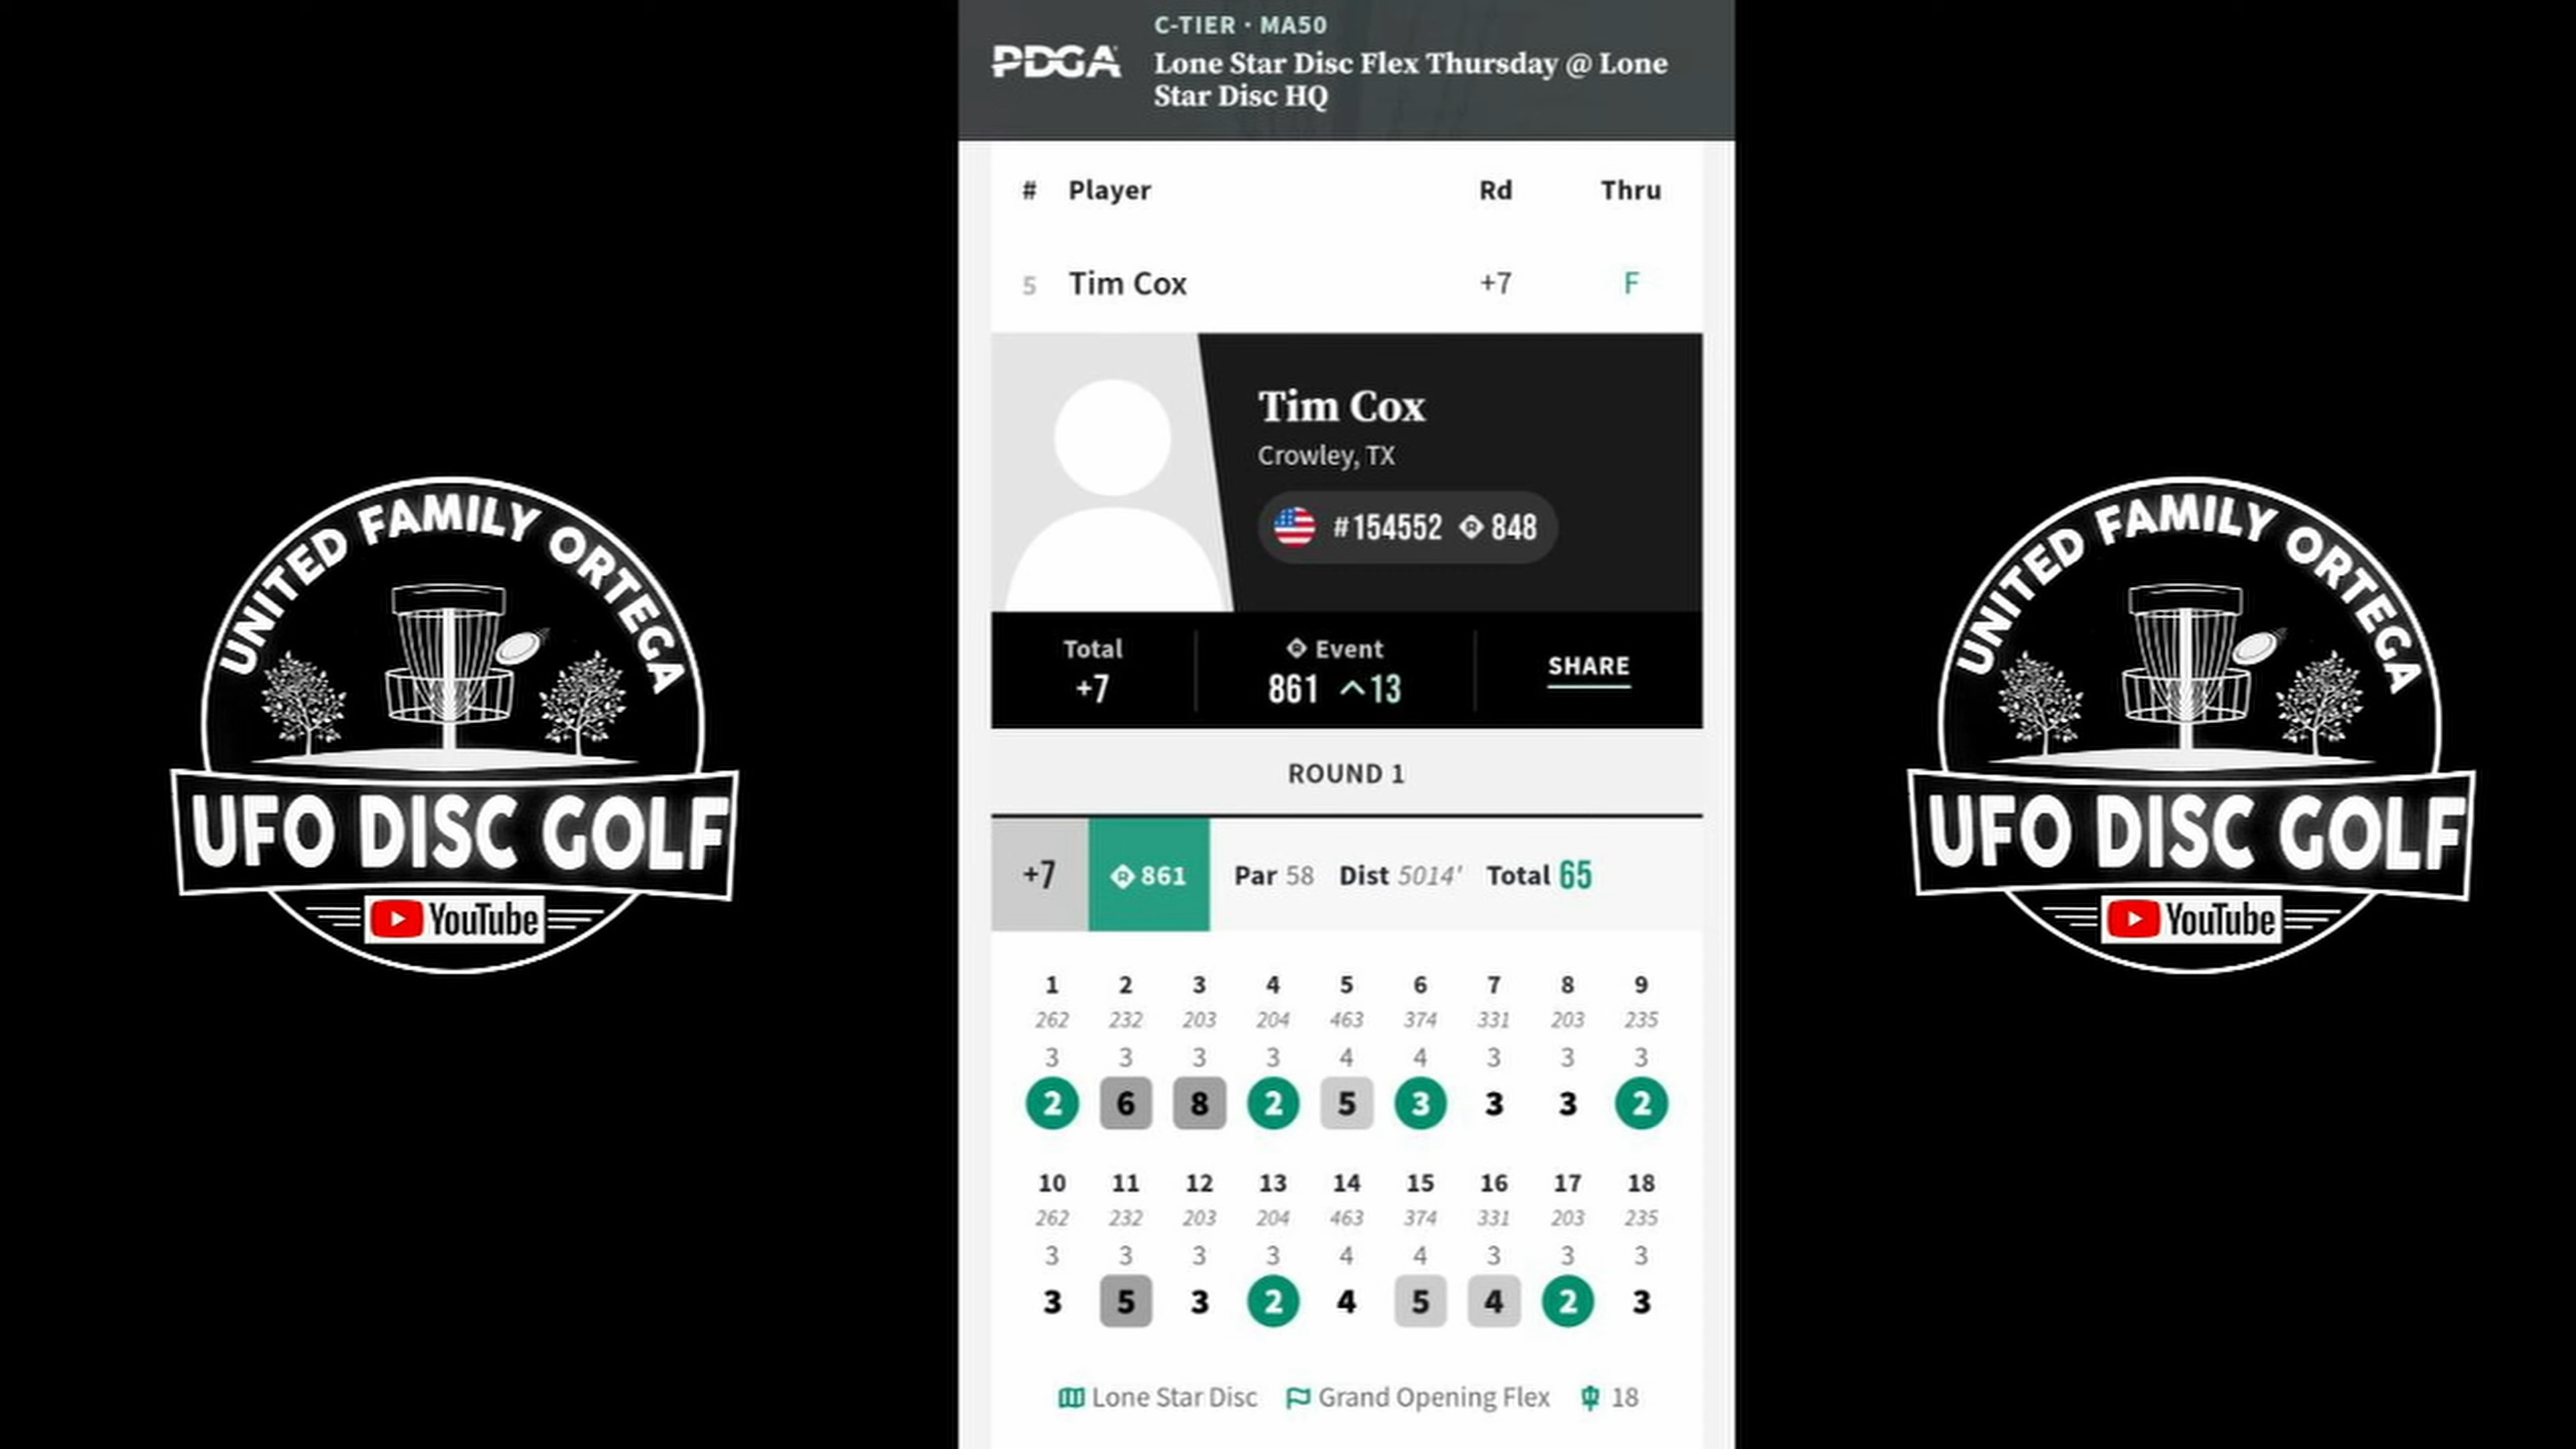 C-TIER · MA50
PDGA
Lone Star Disc Flex Thursday @ Lone
Star Disc HQ
# Player Rd Thru
5 Tim Cox +7 F
Tim Cox
Crowley, TX
#154552 R 848
Total R Event SHARE
+7 861 13
ROUND 1
+7 R 861 Par 58 Dist 5014' Total 65
1 2 3 4 5 6 7 8 9
262 232 203 204 463 374 331 203 235
3 3 3 3 4 4 3 3 3
2 6 8 2 5 3 3 3 2
10 11 12 13 14 15 16 17 18
262 232 203 204 463 374 331 203 235
3 3 3 3 4 4 3 3 3
3 5 3 2 4 5 4 2 3
Lone Star Disc Grand Opening Flex 18
UNITED FAMILY ORTEGA
UFO DISC GOLF
YouTube
UNITED FAMILY ORTEGA
UFO DISC GOLF
YouTube